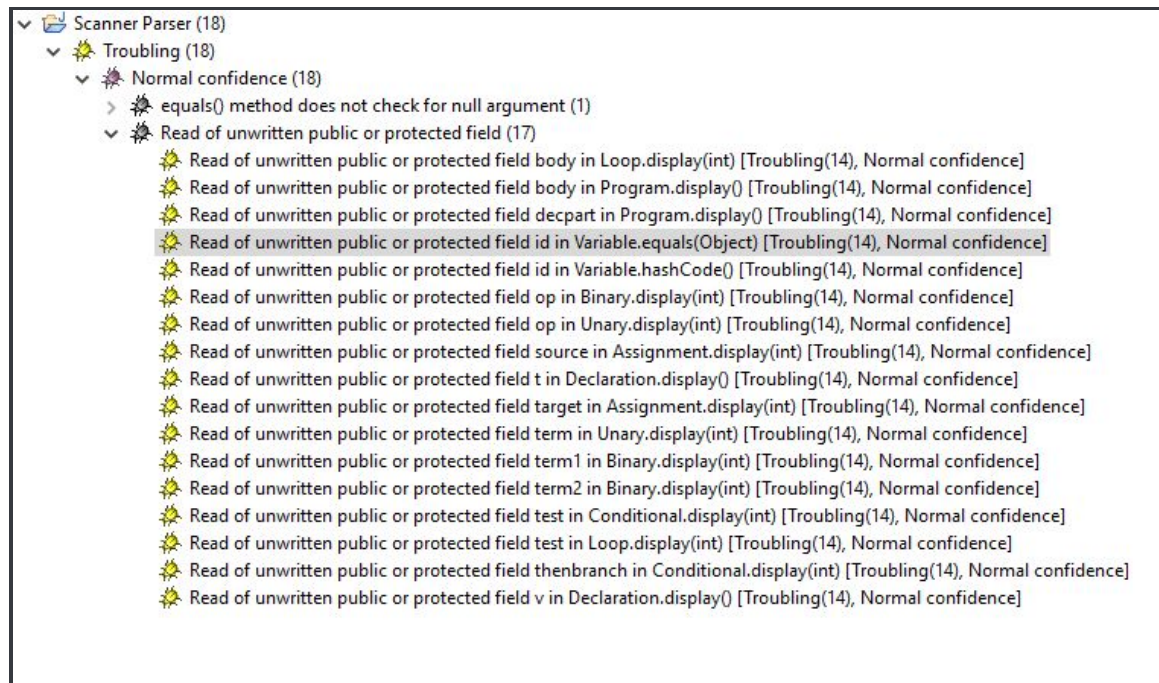 Scanner Parser (18)
Troubling (18)
Normal confidence (18)
equals() method does not check for null argument (1)
Read of unwritten public or protected field (17)
Read of unwritten public or protected field body in Loop.display(int) [Troubling(14), Normal confidence]
Read of unwritten public or protected field body in Program.display() [Troubling(14), Normal confidence]
Read of unwritten public or protected field decpart in Program.display() [Troubling(14), Normal confidence]
Read of unwritten public or protected field id in Variable.equals(Object) [Troubling(14), Normal confidence]
Read of unwritten public or protected field id in Variable.hashCode() [Troubling(14), Normal confidence]
Read of unwritten public or protected field op in Binary.display(int) [Troubling(14), Normal confidence]
Read of unwritten public or protected field op in Unary.display(int) [Troubling(14), Normal confidence]
Read of unwritten public or protected field source in Assignment.display(int) [Troubling(14), Normal confidence]
Read of unwritten public or protected field t in Declaration.display() [Troubling(14), Normal confidence]
Read of unwritten public or protected field target in Assignment.display(int) [Troubling(14), Normal confidence]
Read of unwritten public or protected field term in Unary.display(int) [Troubling(14), Normal confidence]
Read of unwritten public or protected field term1 in Binary.display(int) [Troubling(14), Normal confidence]
Read of unwritten public or protected field term2 in Binary.display(int) [Troubling(14), Normal confidence]
Read of unwritten public or protected field test in Conditional.display(int) [Troubling(14), Normal confidence]
Read of unwritten public or protected field test in Loop.display(int) [Troubling(14), Normal confidence]
Read of unwritten public or protected field thenbranch in Conditional.display(int) [Troubling(14), Normal confidence]
Read of unwritten public or protected field v in Declaration.display() [Troubling(14), Normal confidence]